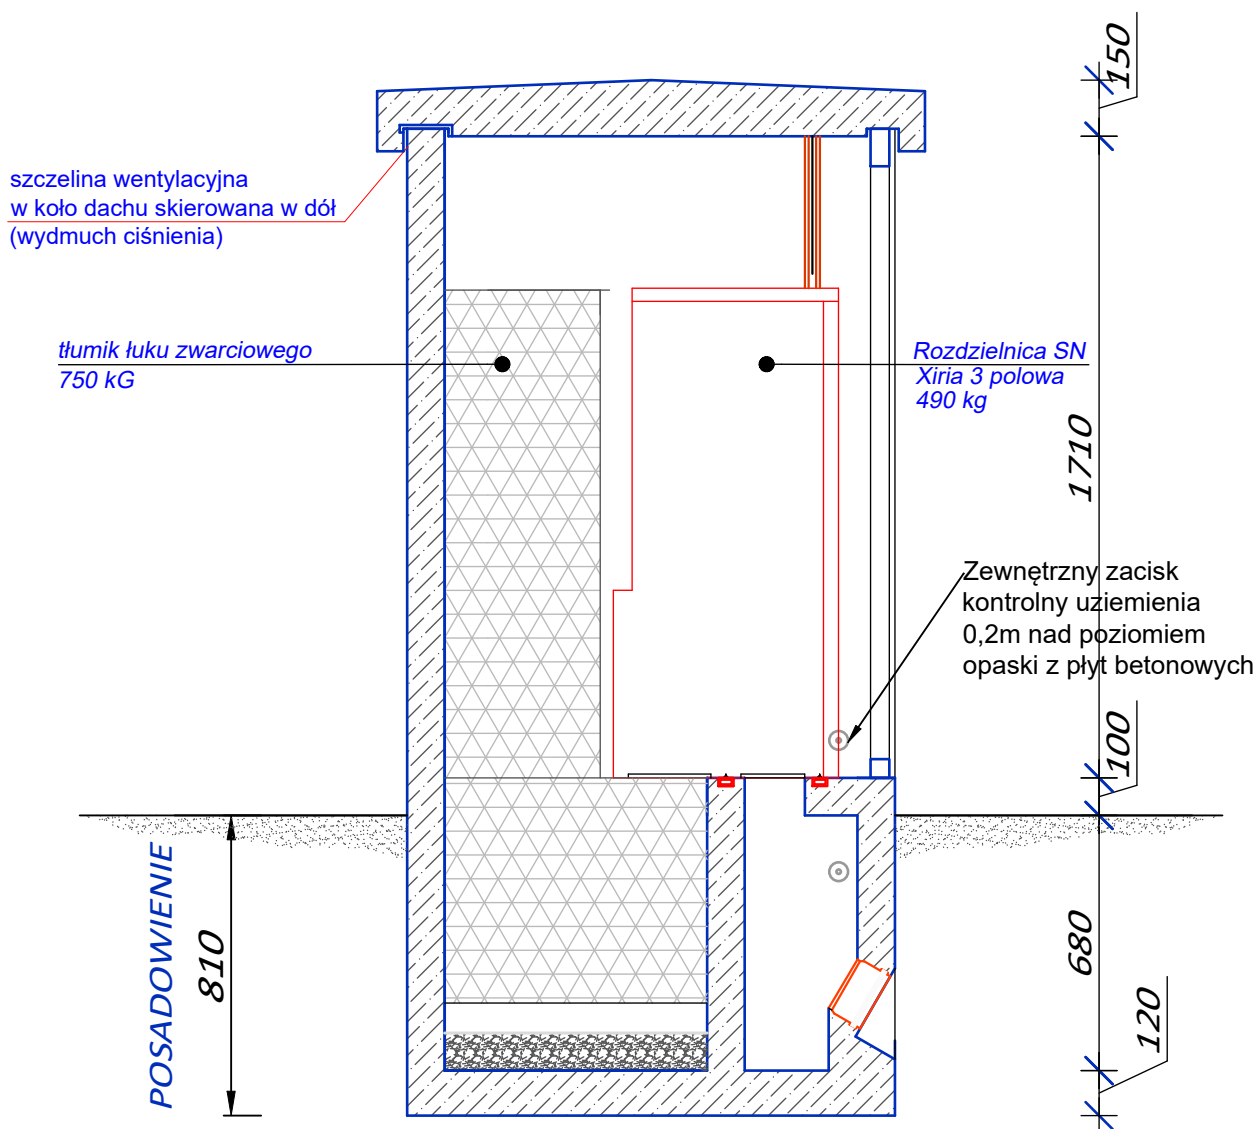 150
szczelina wentylacyjna
w koło dachu skierowana w dół
(wydmuch ciśnienia)
tłumik łuku zwarciowego
750 kG
Rozdzielnica SN
Xiria 3 polowa
490 kg
1710
Zewnętrzny zacisk
kontrolny uziemienia
0,2m nad poziomiem
opaski z płyt betonowych
100
POSADOWIENIE
810
680
120